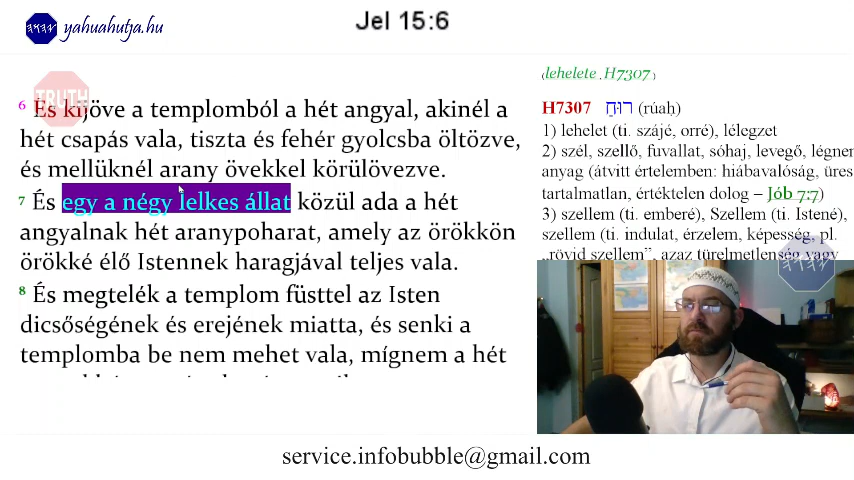 yahuahutja.hu
Jel 15:6
TRUTH
6 És kijöve a templomból a hét angyal, akinél a
hét csapás vala, tiszta és fehér gyolcsba öltözve,
és mellüknél arany övekkel körülövezve.
7 És egy a négy lelkes állat közül ada a hét
angyalnak hét aranypoharat, amely az örökkön
örökké élő Istennek haragjával teljes vala.
8 És megtelék a templom füsttel az Isten
dicsőségének és erejének miatta, és senki a
templomba be nem mehet vala, mígnem a hét
(lehelete , H7307 )
H7307 רוּחַ (rúaḥ)
1) lehelet (ti. szájé, orré), lélegzet
2) szél, szellő, fuvallat, sóhaj, levegő, légnem
anyag (átvitt értelemben: hiábavalóság, üres
tartalmatlan, értéktelen dolog – Jób 7:7)
3) szellem (ti. emberé), Szellem (ti. Istené),
szellem (ti. indulat, érzelem, képesség, pl.
„rövid szellem”, azaz türelmetlenség vagy
service.infobubble@gmail.com